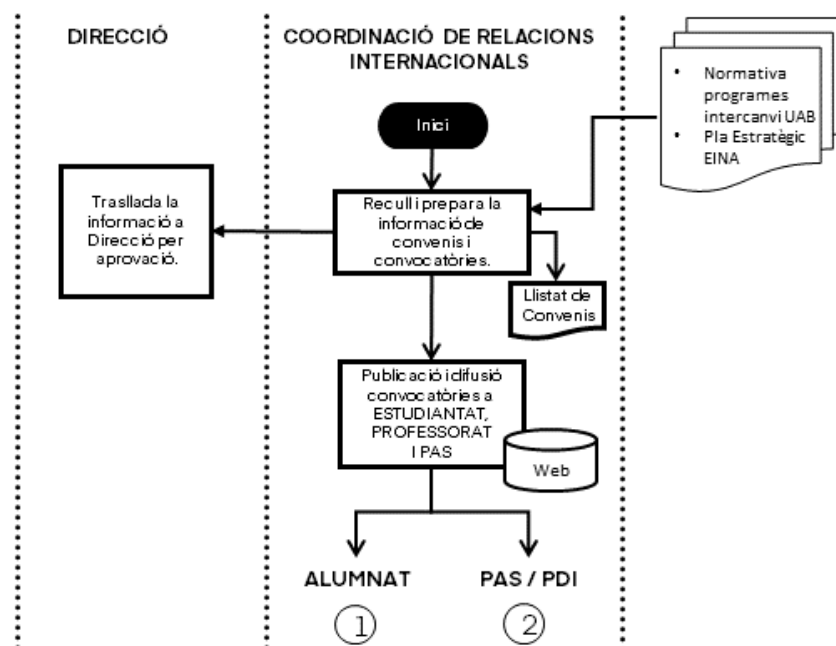 DIRECCIÓ
COORDINACIÓ DE RELACIONS
INTERNACIONALS
• Normativa
programes
intercanvi UAB
• Pla Estratègic
EINA
Inici
Trasllada la
informació a
Direcció per
aprovació.
Recull i prepara la
informació de
convenis i
convocatòries.
Llistat de
Convenis
Publicació i difusió
convocatòries a
ESTUDIANTAT,
PROFESSORAT
I PAS
Web
ALUMNAT
PAS / PDI
1
2